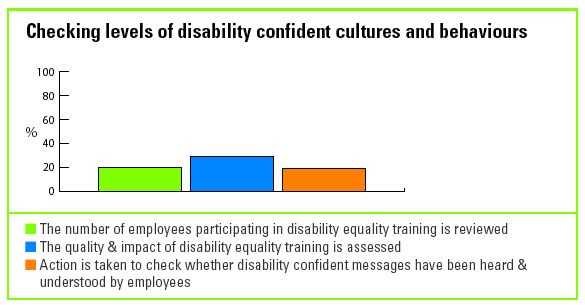 Checking levels of disability confident cultures and behaviours
100
80
60
%
40
20
0
The number of employees participating in disability equality training is reviewed
The quality & impact of disability equality training is assessed
Action is taken to check whether disability confident messages have been heard &
understood by employees